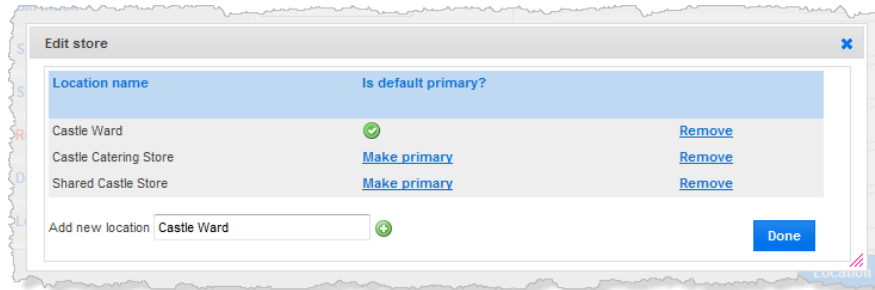 Edit store
Location name Is default primary?
Castle Ward Remove
Castle Catering Store Make primary Remove
Shared Castle Store Make primary Remove
Add new location Castle Ward
Done
Location